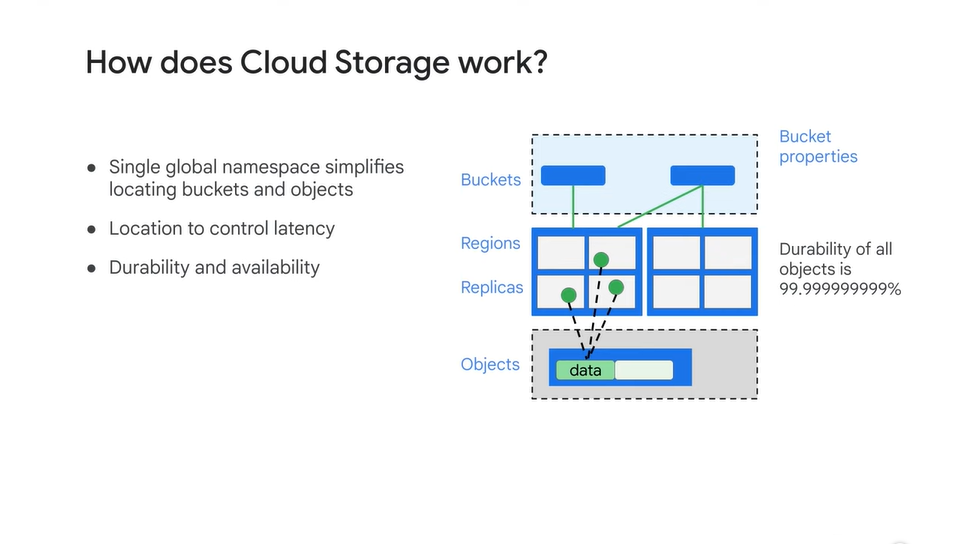 How does Cloud Storage work?
● Single global namespace simplifies
locating buckets and objects
● Location to control latency
● Durability and availability
Buckets
Regions
Replicas
Objects
data
Bucket
properties
Durability of all
objects is
99.999999999%